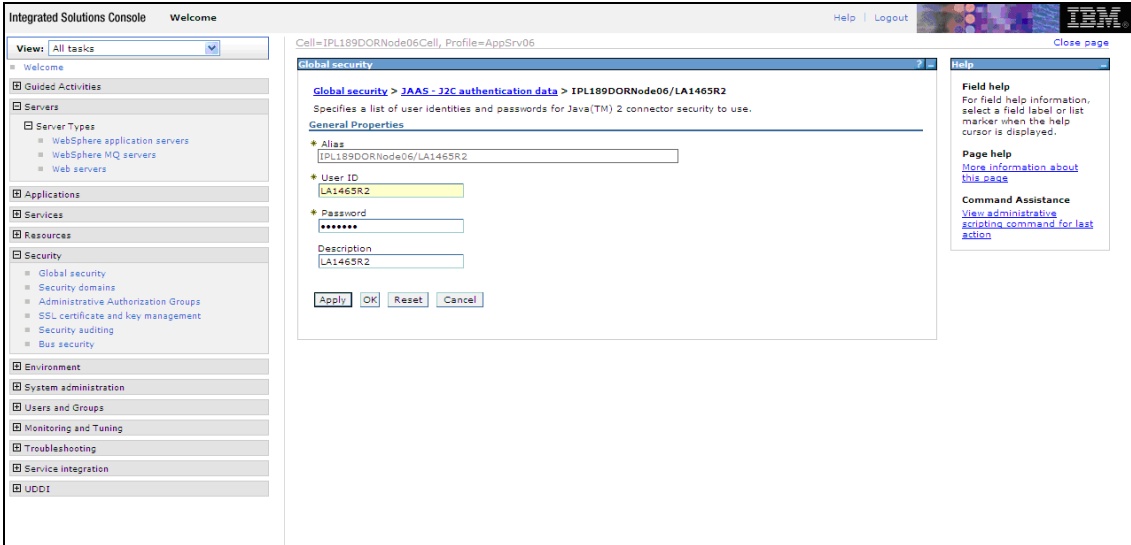 Integrated Solutions Console Welcome Help | Logout IBM®
View: All tasks
Welcome
Guided Activities
Servers
Server Types
WebSphere application servers
WebSphere MQ servers
Web servers
Applications
Services
Resources
Security
Global security
Security domains
Administrative Authorization Groups
SSL certificate and key management
Security auditing
Bus security
Environment
System administration
Users and Groups
Monitoring and Tuning
Troubleshooting
Service integration
UDDI
Cell=IPL189DORNode06Cell, Profile=AppSrv06 Close page
Global security ? -
Global security > JAAS - J2C authentication data > IPL189DORNode06/LA1465R2
Specifies a list of user identities and passwords for Java(TM) 2 connector security to use.
General Properties
* Alias
IPL189DORNode06/LA1465R2
* User ID
LA1465R2
* Password
•••••••
Description
LA1465R2
Apply OK Reset Cancel
Help -
Field help
For field help information,
select a field label or list
marker when the help
cursor is displayed.
Page help
More information about
this page
Command Assistance
View administrative
scripting command for last
action